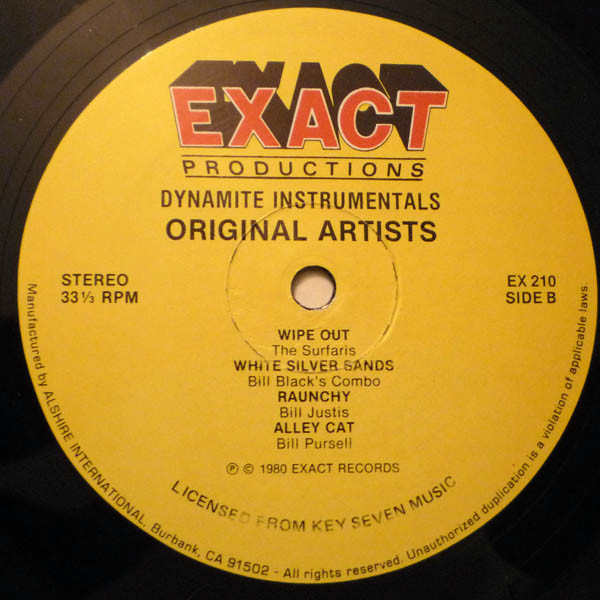 EXACT
PRODUCTIONS
DYNAMITE INSTRUMENTALS
ORIGINAL ARTISTS
STEREO
33⅓ RPM
EX 210
SIDE B
WIPE OUT
The Surfaris
WHITE SILVER SANDS
Bill Black's Combo
RAUNCHY
Bill Justis
ALLEY CAT
Bill Pursell
Ⓟ © 1980 EXACT RECORDS
LICENSED FROM KEY SEVEN MUSIC
Manufactured by ALSHIRE INTERNATIONAL, Burbank, CA 91502 - All rights reserved. Unauthorized duplication is a violation of applicable laws.